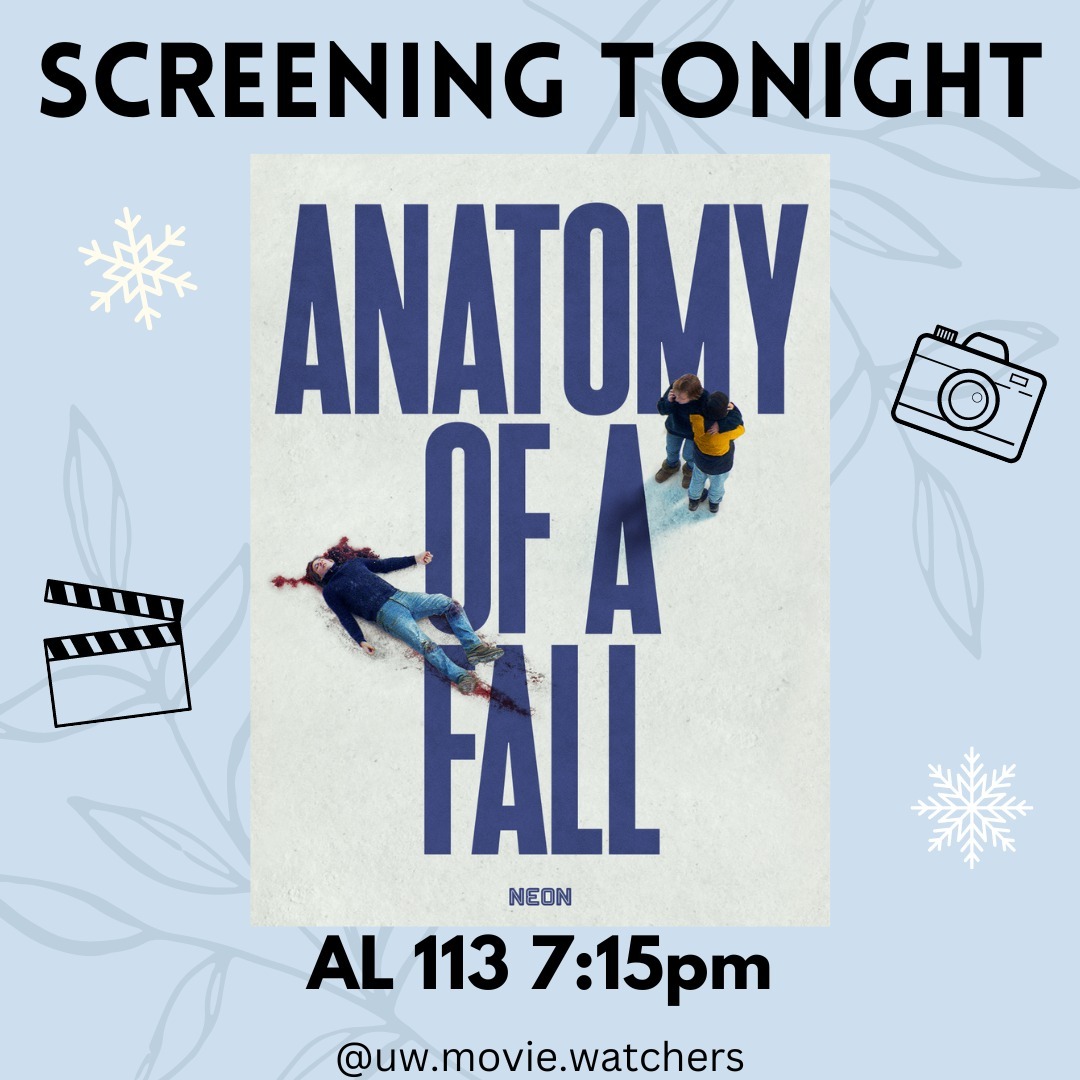 SCREENING TONIGHT
ANATOMY
OF A
FALL
NEON
AL 113 7:15pm
@uw.movie.watchers